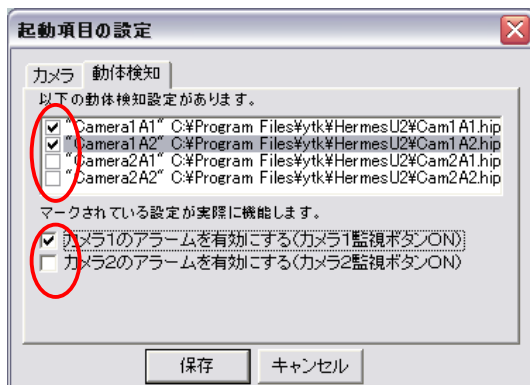 起動項目の設定
カメラ 動体検知
以下の動体検知設定があります。
"Camera1A1" C:¥Program Files¥ytk¥HermesU2¥Cam1A1.hip
"Camera1A2" C:¥Program Files¥ytk¥HermesU2¥Cam1A2.hip
"Camera2A1" C:¥Program Files¥ytk¥HermesU2¥Cam2A1.hip
"Camera2A2" C:¥Program Files¥ytk¥HermesU2¥Cam2A2.hip
マークされている設定が実際に機能します。
カメラ1のアラームを有効にする(カメラ1監視ボタンON)
カメラ2のアラームを有効にする(カメラ2監視ボタンON)
保存 キャンセル